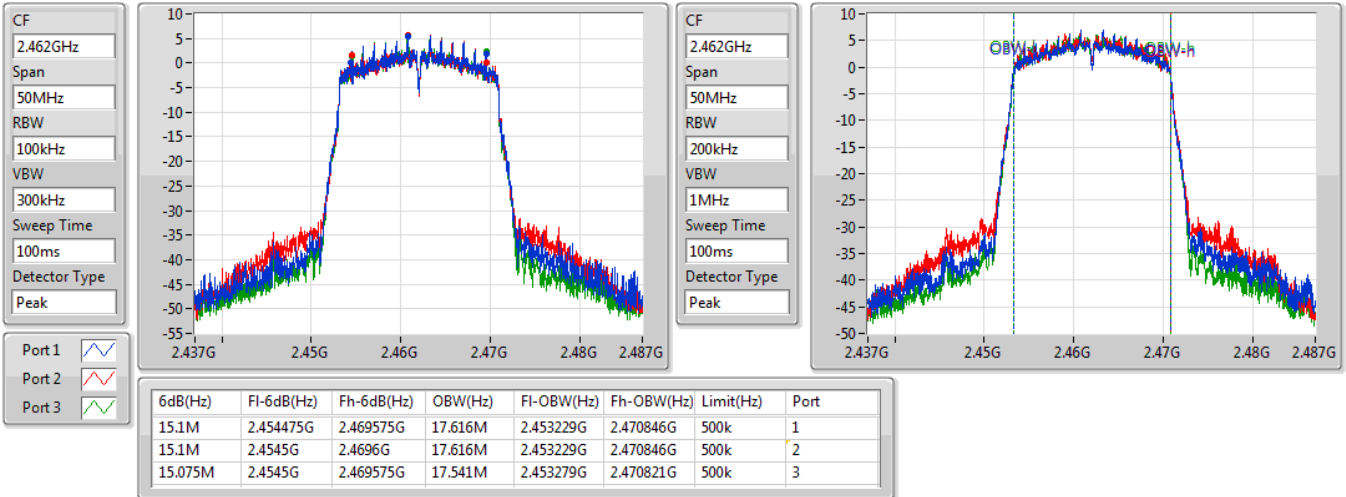 CF
2.462GHz
Span
50MHz
RBW
100kHz
VBW
300kHz
Sweep Time
100ms
Detector Type
Peak
10-
5-
0-
-5-
-10-
-15-
-20-
-25-
-30-
-35-
-40-
-45-
-50-
-55-
2.437G 2.45G 2.46G 2.47G 2.48G 2.487G
CF
2.462GHz
Span
50MHz
RBW
200kHz
VBW
1MHz
Sweep Time
100ms
Detector Type
Peak
10-
5-
0-
-5-
-10-
-15-
-20-
-25-
-30-
-35-
-40-
-45-
-50-
OBW-h
2.437G 2.45G 2.46G 2.47G 2.48G 2.487G
Port 1
Port 2
Port 3
6dB(Hz) Fl-6dB(Hz) Fh-6dB(Hz) OBW(Hz) Fl-OBW(Hz) Fh-OBW(Hz) Limit(Hz) Port
15.1M 2.454475G 2.469575G 17.616M 2.453229G 2.470846G 500k 1
15.1M 2.4545G 2.4696G 17.616M 2.453229G 2.470846G 500k 2
15.075M 2.4545G 2.469575G 17.541M 2.453279G 2.470821G 500k 3